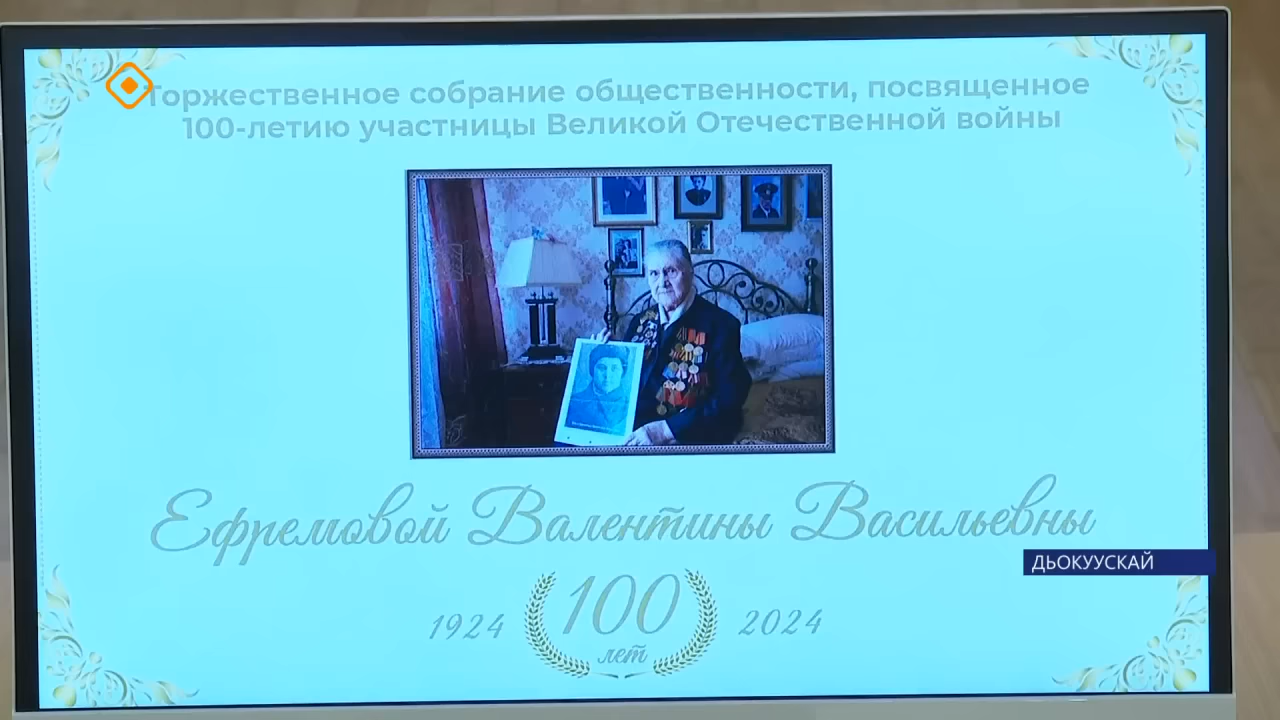 Торжественное собрание общественности, посвященное
100-летию участницы Великой Отечественной войны
Ефремовой Валентины Васильевны
ДЬОКУУСКАЙ
1924 100 2024
лет